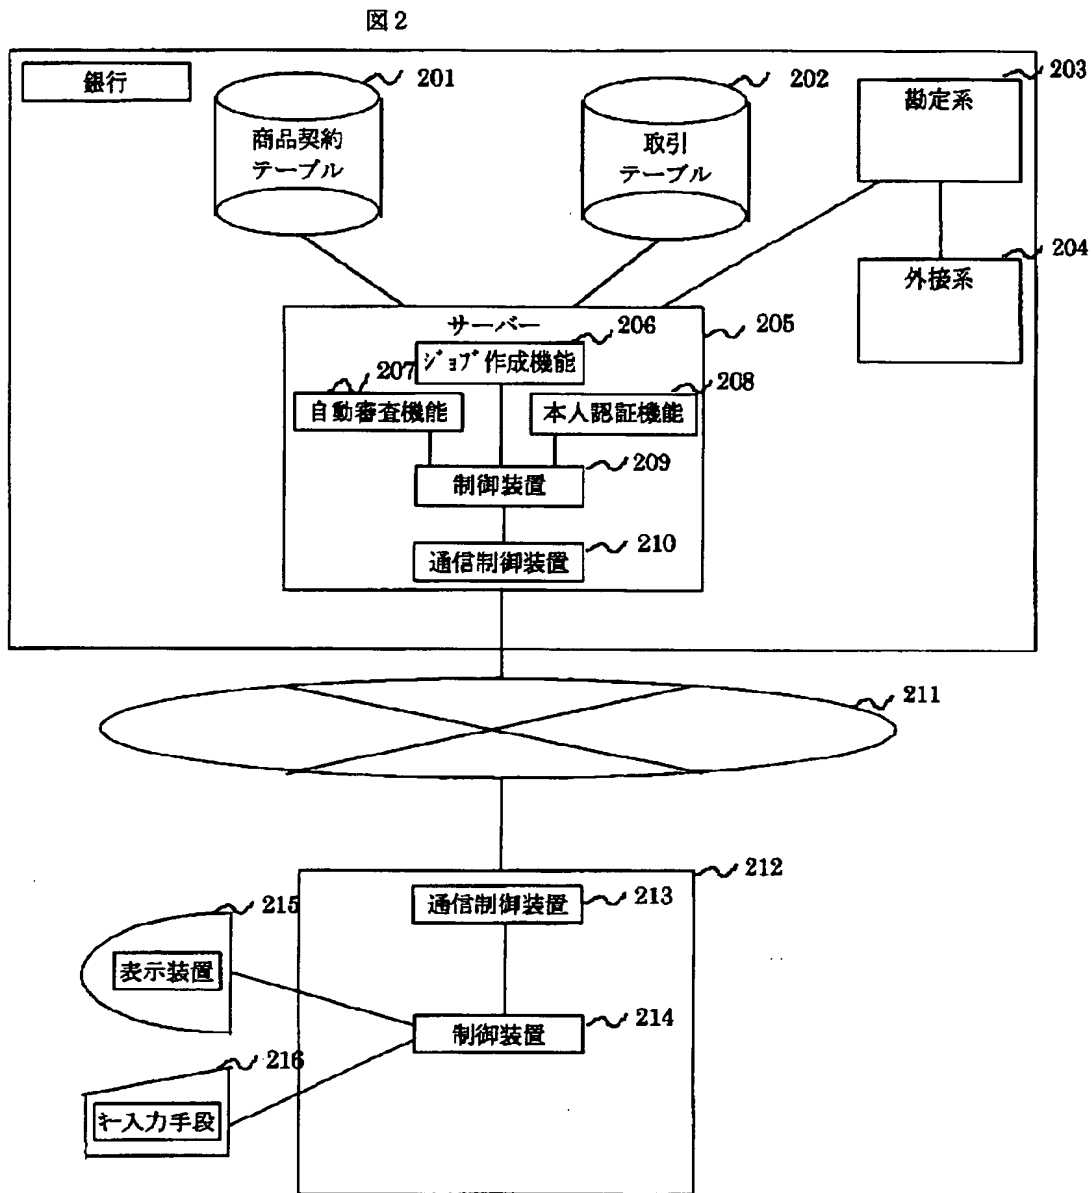 図2
銀行
201
商品契約
テーブル
202
取引
テーブル
203
勘定系
204
外接系
サーバー
205
206
ジョブ作成機能
207
自動審査機能
208
本人認証機能
209
制御装置
210
通信制御装置
211
212
213
通信制御装置
215
表示装置
214
制御装置
216
キー入力手段